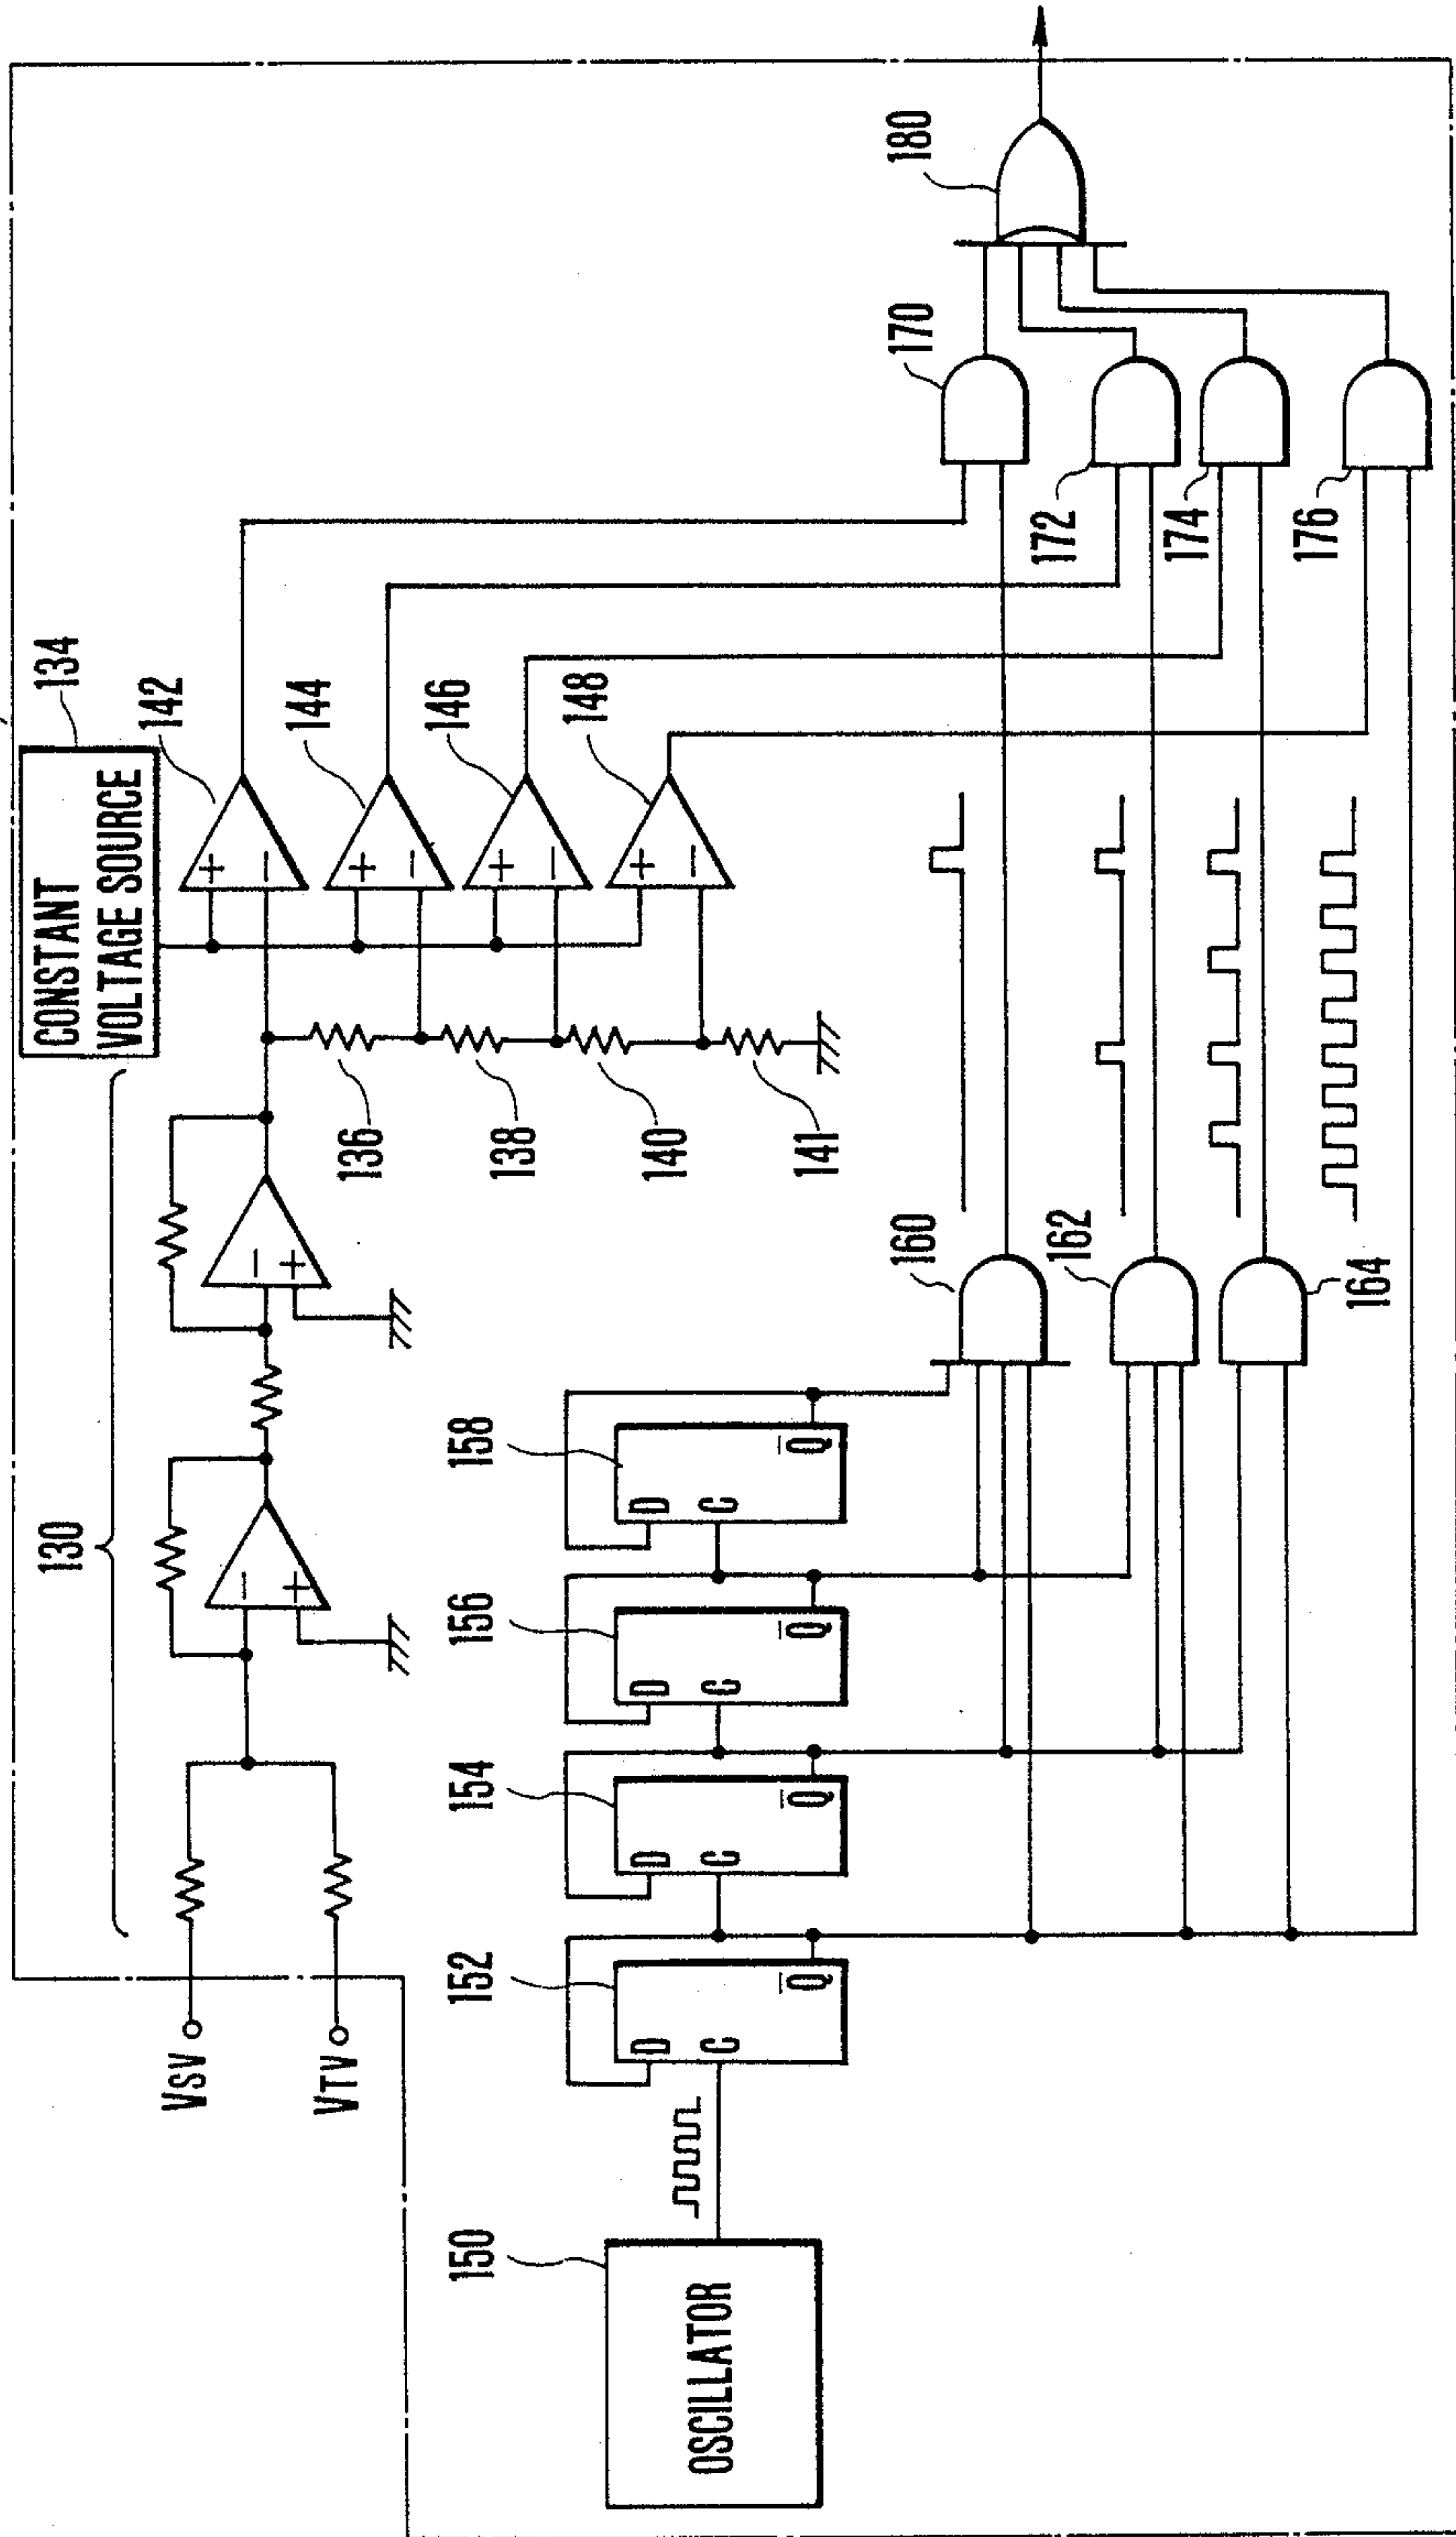 130
VSV
VTV
CONSTANT
VOLTAGE SOURCE
134
142
144
146
148
+
−
+
−
+
−
+
−
−
+
−
+
136
138
140
141
150
OSCILLATOR
152
D
C
Q̅
154
D
C
Q̅
156
D
C
Q̅
158
D
C
Q̅
160
162
164
170
172
174
176
180